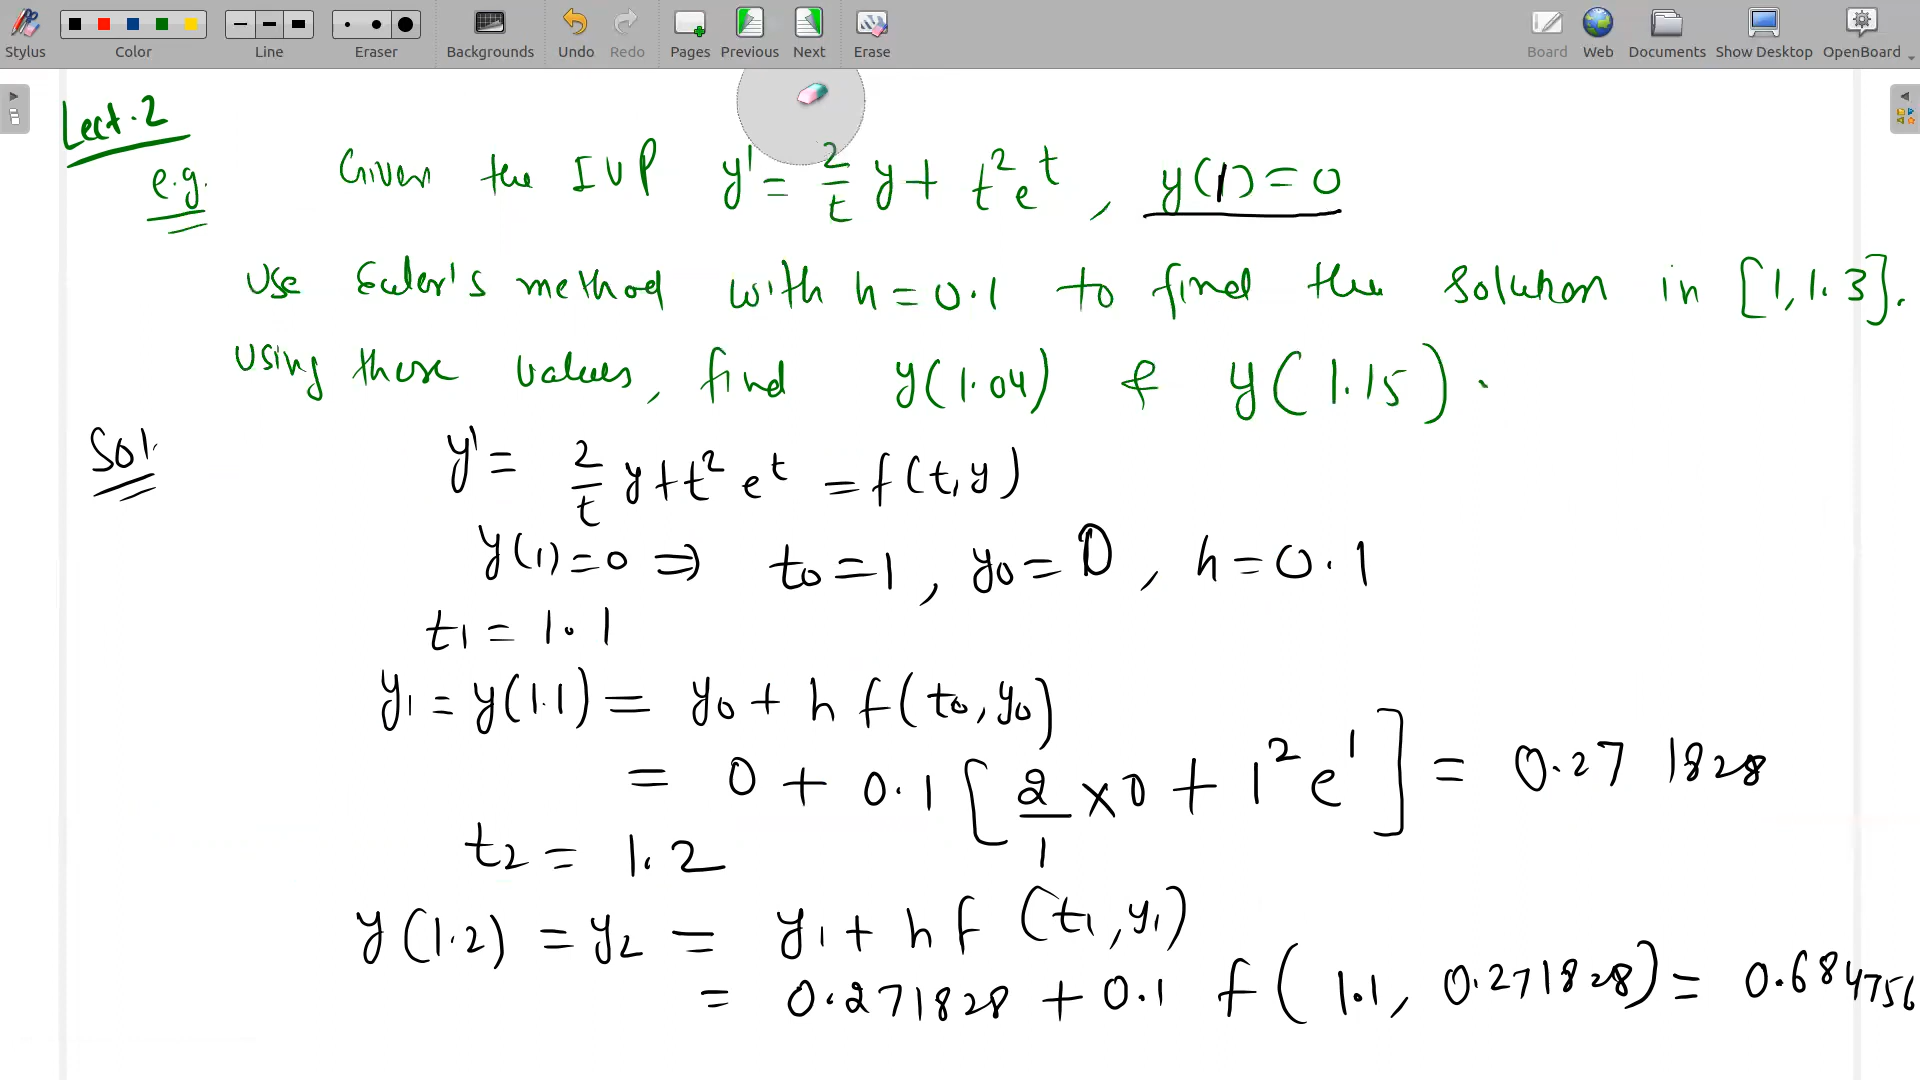 Stylus Color Line Eraser Backgrounds Undo Redo Pages Previous Next Erase Board Web Documents Show Desktop OpenBoard
Lect. 2
e.g. Given the IVP y' = 2/t y + t² e^t , y(1) = 0
Use Euler's method with h = 0.1 to find the solution in [1, 1.3].
Using these values, find y(1.04) & y(1.15).
Sol. y' = 2/t y + t² e^t = f(t, y)
y(1) = 0 ⇒ t₀ = 1, y₀ = 0, h = 0.1
t₁ = 1.1
y₁ = y(1.1) = y₀ + h f(t₀, y₀)
= 0 + 0.1 [2/1 × 0 + 1² e¹] = 0.271828
t₂ = 1.2
y(1.2) = y₂ = y₁ + h f (t₁, y₁)
= 0.271828 + 0.1 f(1.1, 0.271828) = 0.684756